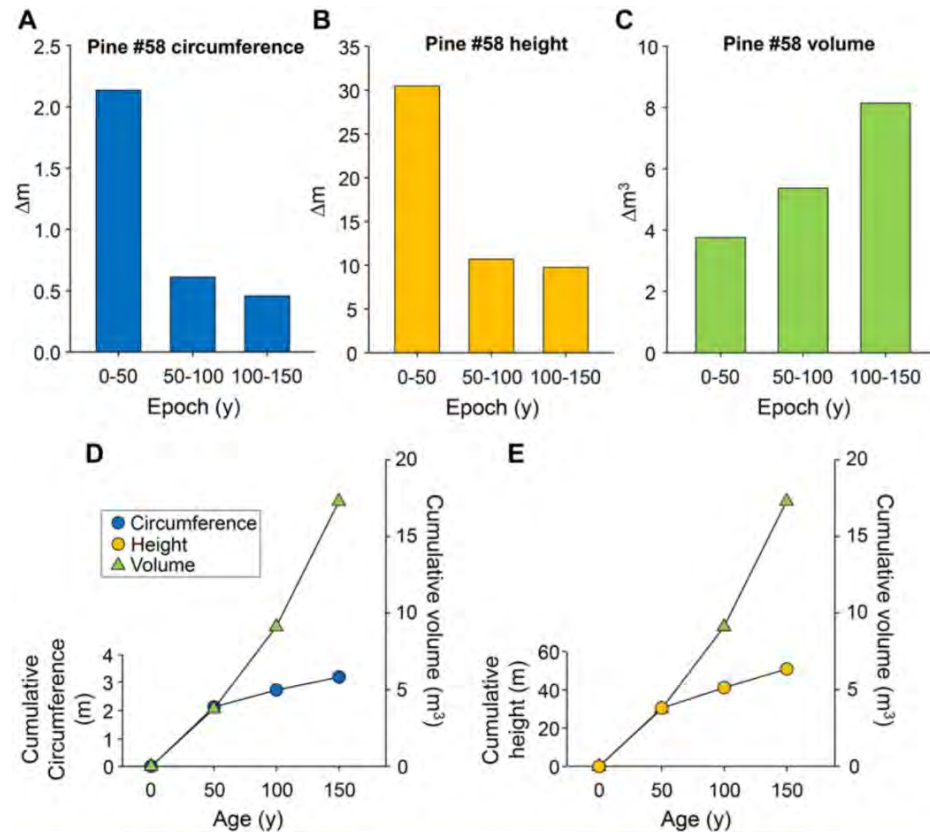 A
Pine #58 circumference
2.5
2.0
1.5
1.0
0.5
0.0
Δm
0-50
50-100
100-150
Epoch (y)
B
Pine #58 height
35
30
25
20
15
10
5
0
Δm
0-50
50-100
100-150
Epoch (y)
C
Pine #58 volume
10
8
6
4
2
0
Δm³
0-50
50-100
100-150
Epoch (y)
D
Circumference
Height
Volume
4
3
2
1
0
Cumulative
Circumference
(m)
20
15
10
5
0
Cumulative volume (m³)
0
50
100
150
Age (y)
E
60
40
20
0
Cumulative
height (m)
20
15
10
5
0
Cumulative volume (m³)
0
50
100
150
Age (y)